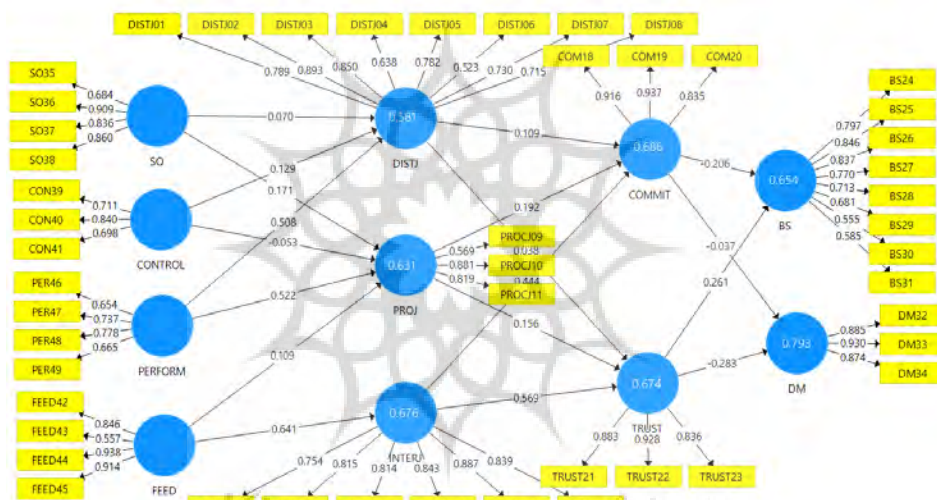 DISTJ01 DISTJ02 DISTJ03 DISTJ04 DISTJ05 DISTJ06 DISTJ07 DISTJ08
0.789 0.893 0.850 0.638 0.782 0.523 0.730 0.715
COM18 COM19 COM20
0.916 0.937 0.835
SO35
SO36
SO37
SO38
0.684
0.909
0.836
0.860
SO
0.070
0.581
DISTJ
0.109
0.686
COMMIT
-0.206
0.654
BS
BS24
BS25
BS26
BS27
BS28
BS29
BS30
BS31
0.797
0.846
0.837
0.770
0.713
0.681
0.555
0.585
0.129
0.171
0.508
-0.053
CON39
CON40
CON41
0.711
0.840
0.698
CONTROL
0.192
-0.037
0.261
0.631
PROJ
0.569
0.881
0.819
PROCJ09
0.038
PROCJ10
0.444
PROCJ11
PER46
PER47
PER48
PER49
0.654
0.737
0.778
0.665
PERFORM
0.522
0.109
0.156
0.793
DM
0.885
0.930
0.874
DM32
DM33
DM34
-0.283
0.674
TRUST
0.569
0.883 0.928 0.836
TRUST21 TRUST22 TRUST23
FEED42
FEED43
FEED44
FEED45
0.846
0.557
0.938
0.914
FEED
0.641
0.676
INTERJ
0.754 0.815 0.814 0.843 0.887 0.839